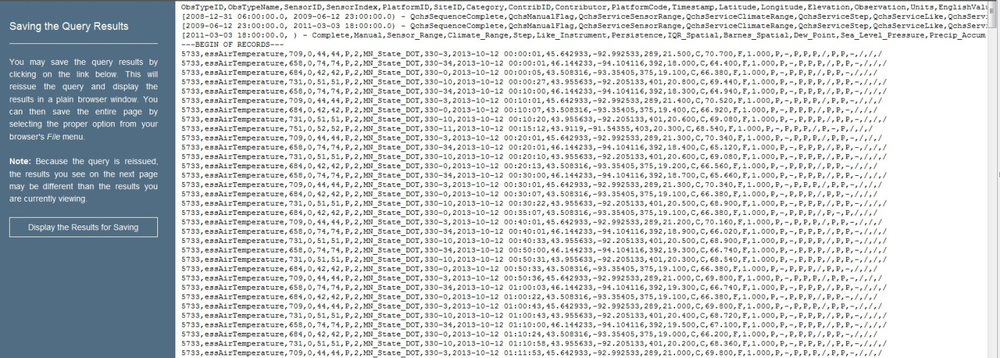 Saving the Query Results
You may save the query results by
clicking on the link below. This will
reissue the query and display the
results in a plain browser window. You
can then save the entire page by
selecting the proper option from your
browser's File menu.
Note: Because the query is reissued,
the results you see on the next page
may be different than the results you
are currently viewing.
Display the Results for Saving
ObsTypeID,ObsTypeName,SensorID,SensorIndex,PlatformID,SiteID,Category,ContribID,Contributor,PlatformCode,Timestamp,Latitude,Longitude,Elevation,Observation,Units,EnglishValu
[2008-12-31 06:00:00.0, 2009-06-12 23:00:00.0) - QchsSequenceComplete,QchsManualFlag,QchsServiceSensorRange,QchsServiceClimateRange,QchsServiceStep,QchsServiceLike,QchsServi
[2009-06-12 23:00:00.0, 2011-03-03 18:00:00.0) - QchsSequenceComplete,QchsManualFlag,QchsServiceSensorRange,QchsServiceClimateRange,QchsServiceStep,QchsServiceLike,QchsServi
[2011-03-03 18:00:00.0, ) - Complete,Manual,Sensor_Range,Climate_Range,Step,Like_Instrument,Persistence,IQR_Spatial,Barnes_Spatial,Dew_Point,Sea_Level_Pressure,Precip_Accum
---BEGIN OF RECORDS---
5733,essAirTemperature,709,0,44,44,P,2,MN_State_DOT,330-3,2013-10-12 00:00:01,45.642933,-92.992533,289,21.500,C,70.700,F,1.000,P,-,P,P,P,/,P,P,-,/,/,/
5733,essAirTemperature,658,0,74,74,P,2,MN_State_DOT,330-34,2013-10-12 00:00:01,46.144233,-94.104116,392,18.000,C,64.400,F,1.000,P,-,P,P,P,/,P,P,-,/,/,/
5733,essAirTemperature,684,0,42,42,P,2,MN_State_DOT,330-0,2013-10-12 00:00:05,43.508316,-93.35405,375,19.100,C,66.380,F,1.000,P,-,P,P,P,/,P,P,-,/,/,/
5733,essAirTemperature,731,0,51,51,P,2,MN_State_DOT,330-10,2013-10-12 00:00:27,43.955633,-92.205133,401,20.800,C,69.440,F,1.000,P,-,P,P,P,/,P,P,-,/,/,/
5733,essAirTemperature,658,0,74,74,P,2,MN_State_DOT,330-34,2013-10-12 00:10:00,46.144233,-94.104116,392,18.300,C,64.940,F,1.000,P,-,P,P,P,/,P,P,-,/,/,/
5733,essAirTemperature,709,0,44,44,P,2,MN_State_DOT,330-3,2013-10-12 00:10:01,45.642933,-92.992533,289,21.400,C,70.520,F,1.000,P,-,P,P,P,/,P,P,-,/,/,/
5733,essAirTemperature,684,0,42,42,P,2,MN_State_DOT,330-0,2013-10-12 00:10:07,43.508316,-93.35405,375,19.400,C,66.920,F,1.000,P,-,P,P,P,/,P,P,-,/,/,/
5733,essAirTemperature,731,0,51,51,P,2,MN_State_DOT,330-10,2013-10-12 00:10:20,43.955633,-92.205133,401,20.600,C,69.080,F,1.000,P,-,P,P,P,/,P,P,-,/,/,/
5733,essAirTemperature,751,0,52,52,P,2,MN_State_DOT,330-11,2013-10-12 00:15:12,43.9119,-91.54355,403,20.300,C,68.540,F,1.000,P,-,P,P,P,/,P,-,P,/,/,/,/
5733,essAirTemperature,709,0,44,44,P,2,MN_State_DOT,330-3,2013-10-12 00:20:01,45.642933,-92.992533,289,21.300,C,70.340,F,1.000,P,-,P,P,P,/,P,P,-,/,/,/
5733,essAirTemperature,658,0,74,74,P,2,MN_State_DOT,330-34,2013-10-12 00:20:01,46.144233,-94.104116,392,18.400,C,65.120,F,1.000,P,-,P,P,P,/,P,P,-,/,/,/
5733,essAirTemperature,731,0,51,51,P,2,MN_State_DOT,330-10,2013-10-12 00:20:10,43.955633,-92.205133,401,20.600,C,69.080,F,1.000,P,-,P,P,P,/,P,P,-,/,/,/
5733,essAirTemperature,684,0,42,42,P,2,MN_State_DOT,330-0,2013-10-12 00:20:13,43.508316,-93.35405,375,19.200,C,66.560,F,1.000,P,-,P,P,P,/,P,P,-,/,/,/
5733,essAirTemperature,658,0,74,74,P,2,MN_State_DOT,330-34,2013-10-12 00:30:00,46.144233,-94.104116,392,18.700,C,65.660,F,1.000,P,-,P,P,P,/,P,P,-,/,/,/
5733,essAirTemperature,709,0,44,44,P,2,MN_State_DOT,330-3,2013-10-12 00:30:01,45.642933,-92.992533,289,21.300,C,70.340,F,1.000,P,-,P,P,P,/,P,P,-,/,/,/
5733,essAirTemperature,684,0,42,42,P,2,MN_State_DOT,330-0,2013-10-12 00:30:07,43.508316,-93.35405,375,19.100,C,66.380,F,1.000,P,-,P,P,P,/,P,P,-,/,/,/
5733,essAirTemperature,731,0,51,51,P,2,MN_State_DOT,330-10,2013-10-12 00:30:22,43.955633,-92.205133,401,20.500,C,68.900,F,1.000,P,-,P,P,P,/,P,P,-,/,/,/
5733,essAirTemperature,684,0,42,42,P,2,MN_State_DOT,330-0,2013-10-12 00:35:07,43.508316,-93.35405,375,19.100,C,66.380,F,1.000,P,-,P,P,P,/,P,P,-,/,/,/
5733,essAirTemperature,709,0,44,44,P,2,MN_State_DOT,330-3,2013-10-12 00:40:01,45.642933,-92.992533,289,21.200,C,70.160,F,1.000,P,-,P,P,P,/,P,P,-,/,/,/
5733,essAirTemperature,658,0,74,74,P,2,MN_State_DOT,330-34,2013-10-12 00:40:01,46.144233,-94.104116,392,18.900,C,66.020,F,1.000,P,-,P,P,P,/,P,P,-,/,/,/
5733,essAirTemperature,731,0,51,51,P,2,MN_State_DOT,330-10,2013-10-12 00:40:33,43.955633,-92.205133,401,20.500,C,68.900,F,1.000,P,-,P,P,P,/,P,P,-,/,/,/
5733,essAirTemperature,658,0,74,74,P,2,MN_State_DOT,330-34,2013-10-12 00:50:00,46.144233,-94.104116,392,19.300,C,66.740,F,1.000,P,-,P,P,P,/,P,P,-,/,/,/
5733,essAirTemperature,731,0,51,51,P,2,MN_State_DOT,330-10,2013-10-12 00:50:31,43.955633,-92.205133,401,20.300,C,68.540,F,1.000,P,-,P,P,P,/,P,P,-,/,/,/
5733,essAirTemperature,684,0,42,42,P,2,MN_State_DOT,330-0,2013-10-12 00:50:33,43.508316,-93.35405,375,19.100,C,66.380,F,1.000,P,-,P,P,P,/,P,P,-,/,/,/
5733,essAirTemperature,709,0,44,44,P,2,MN_State_DOT,330-3,2013-10-12 00:50:36,45.642933,-92.992533,289,21.000,C,69.800,F,1.000,P,-,P,P,P,/,P,P,-,/,/,/
5733,essAirTemperature,658,0,74,74,P,2,MN_State_DOT,330-34,2013-10-12 01:00:03,46.144233,-94.104116,392,19.300,C,66.740,F,1.000,P,-,P,P,P,/,P,P,-,/,/,/
5733,essAirTemperature,684,0,42,42,P,2,MN_State_DOT,330-0,2013-10-12 01:00:22,43.508316,-93.35405,375,19.100,C,66.380,F,1.000,P,-,P,P,P,/,P,P,-,/,/,/
5733,essAirTemperature,709,0,44,44,P,2,MN_State_DOT,330-3,2013-10-12 01:00:43,45.642933,-92.992533,289,21.000,C,69.800,F,1.000,P,-,P,P,P,/,P,P,-,/,/,/
5733,essAirTemperature,731,0,51,51,P,2,MN_State_DOT,330-10,2013-10-12 01:00:43,43.955633,-92.205133,401,20.400,C,68.720,F,1.000,P,-,P,P,P,/,P,P,-,/,/,/
5733,essAirTemperature,658,0,74,74,P,2,MN_State_DOT,330-34,2013-10-12 01:10:00,46.144233,-94.104116,392,19.500,C,67.100,F,1.000,P,-,P,P,P,/,P,P,-,/,/,/
5733,essAirTemperature,684,0,42,42,P,2,MN_State_DOT,330-0,2013-10-12 01:10:24,43.508316,-93.35405,375,19.000,C,66.200,F,1.000,P,-,P,P,P,/,P,P,-,/,/,/
5733,essAirTemperature,731,0,51,51,P,2,MN_State_DOT,330-10,2013-10-12 01:10:58,43.955633,-92.205133,401,20.200,C,68.360,F,1.000,P,-,P,P,P,/,P,P,-,/,/,/
5733,essAirTemperature,709,0,44,44,P,2,MN_State_DOT,330-3,2013-10-12 01:11:53,45.642933,-92.992533,289,21.000,C,69.800,F,1.000,P,-,P,P,P,/,P,P,-,/,/,/